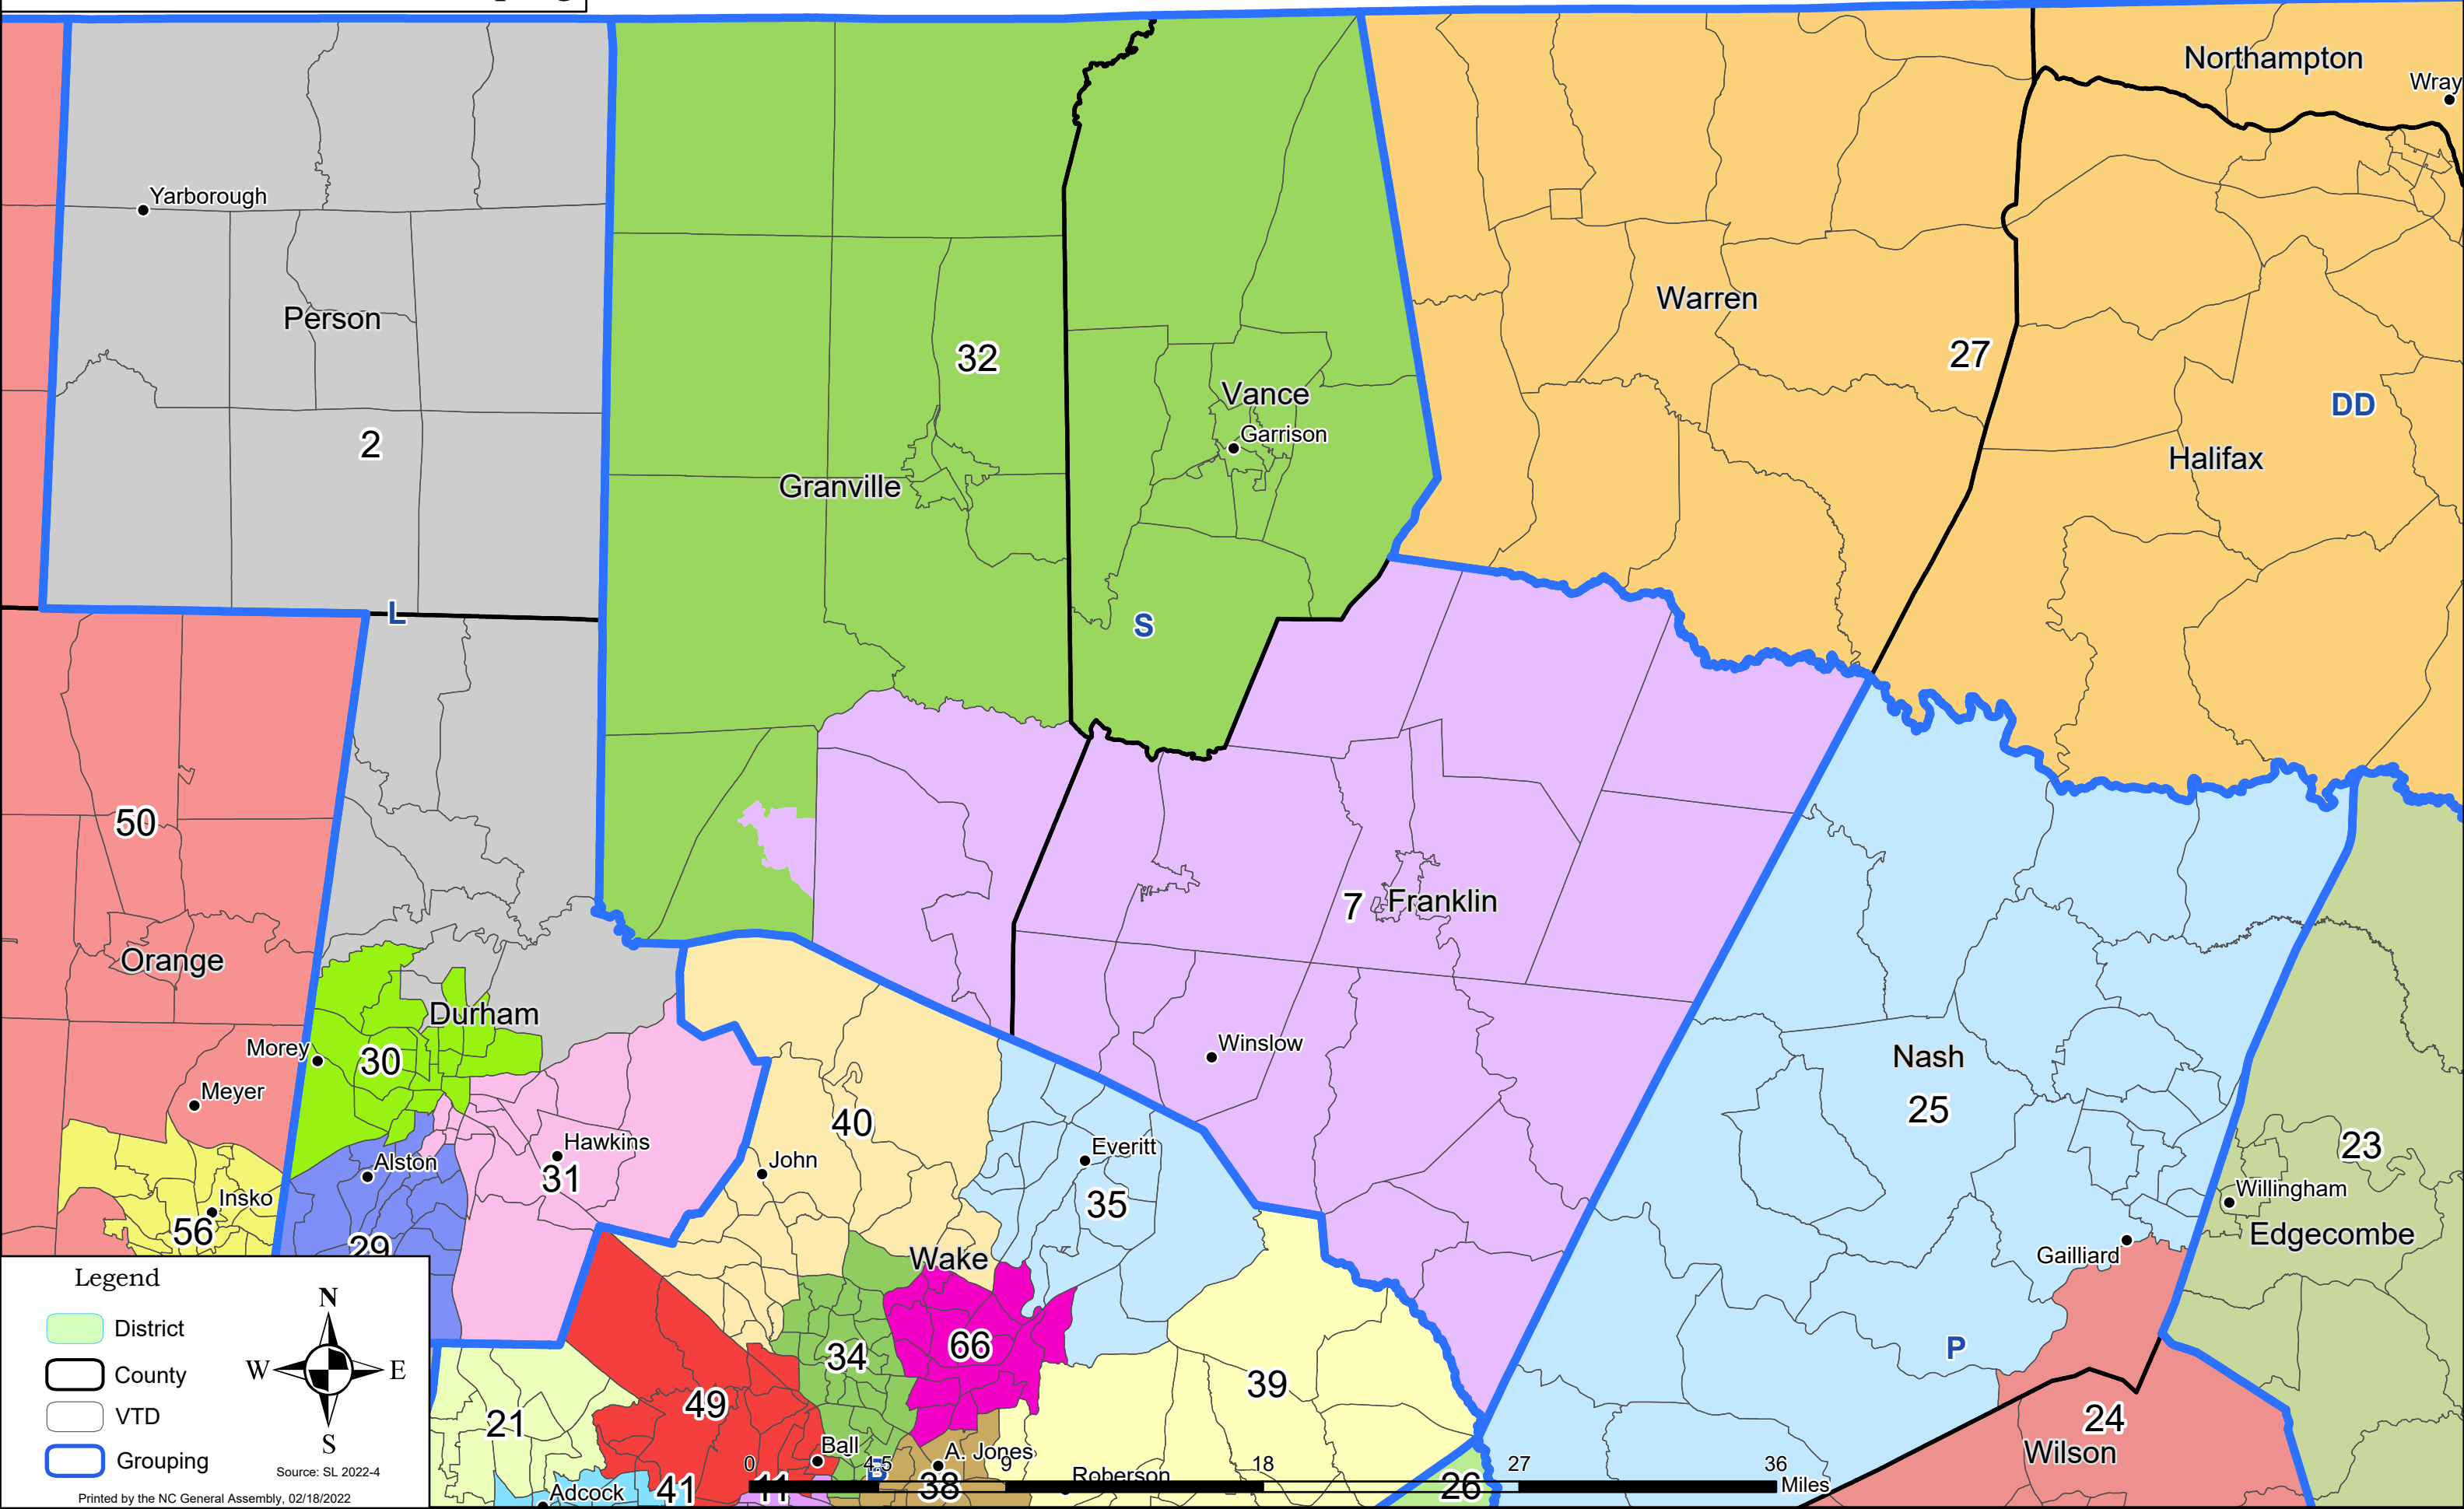 Northampton
Wray
Yarborough
Person
Warren
32
27
Vance
DD
Garrison
2
Halifax
Granville
L
S
50
7 Franklin
Orange
Durham
Morey
30
Winslow
Nash
Meyer
25
40
Hawkins
Everitt
23
John
Alston
31
Insko
35
Willingham
56
29
Wake
Edgecombe
Gailliard
Legend
N
District
66
P
34
County
W
E
39
49
24
VTD
21
S
Ball
A. Jones
Wilson
Grouping
Source: SL 2022-4
0
4.5
9
18
27
36
B
Roberson
Miles
Adcock
41
11
38
26
Printed by the NC General Assembly, 02/18/2022